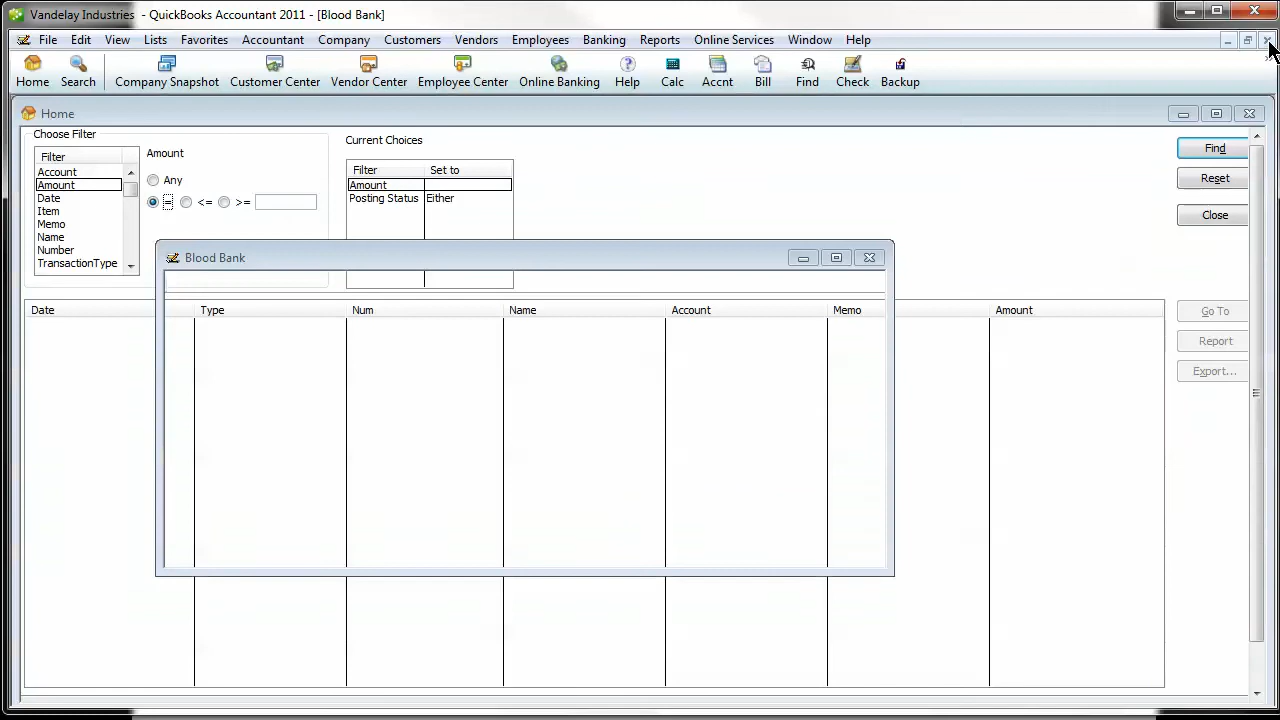 Vandelay Industries - QuickBooks Accountant 2011 - [Blood Bank]
File Edit View Lists Favorites Accountant Company Customers Vendors Employees Banking Reports Online Services Window Help
Home Search Company Snapshot Customer Center Vendor Center Employee Center Online Banking Help Calc Accnt Bill Find Check Backup
Home
Choose Filter
Filter
Account
Amount
Date
Item
Memo
Name
Number
TransactionType
Amount
Any
= <= >=
Current Choices
Filter Set to
Amount
Posting Status Either
Find
Reset
Close
Blood Bank
Date Type Num Name Account Memo Amount
Go To
Report
Export...